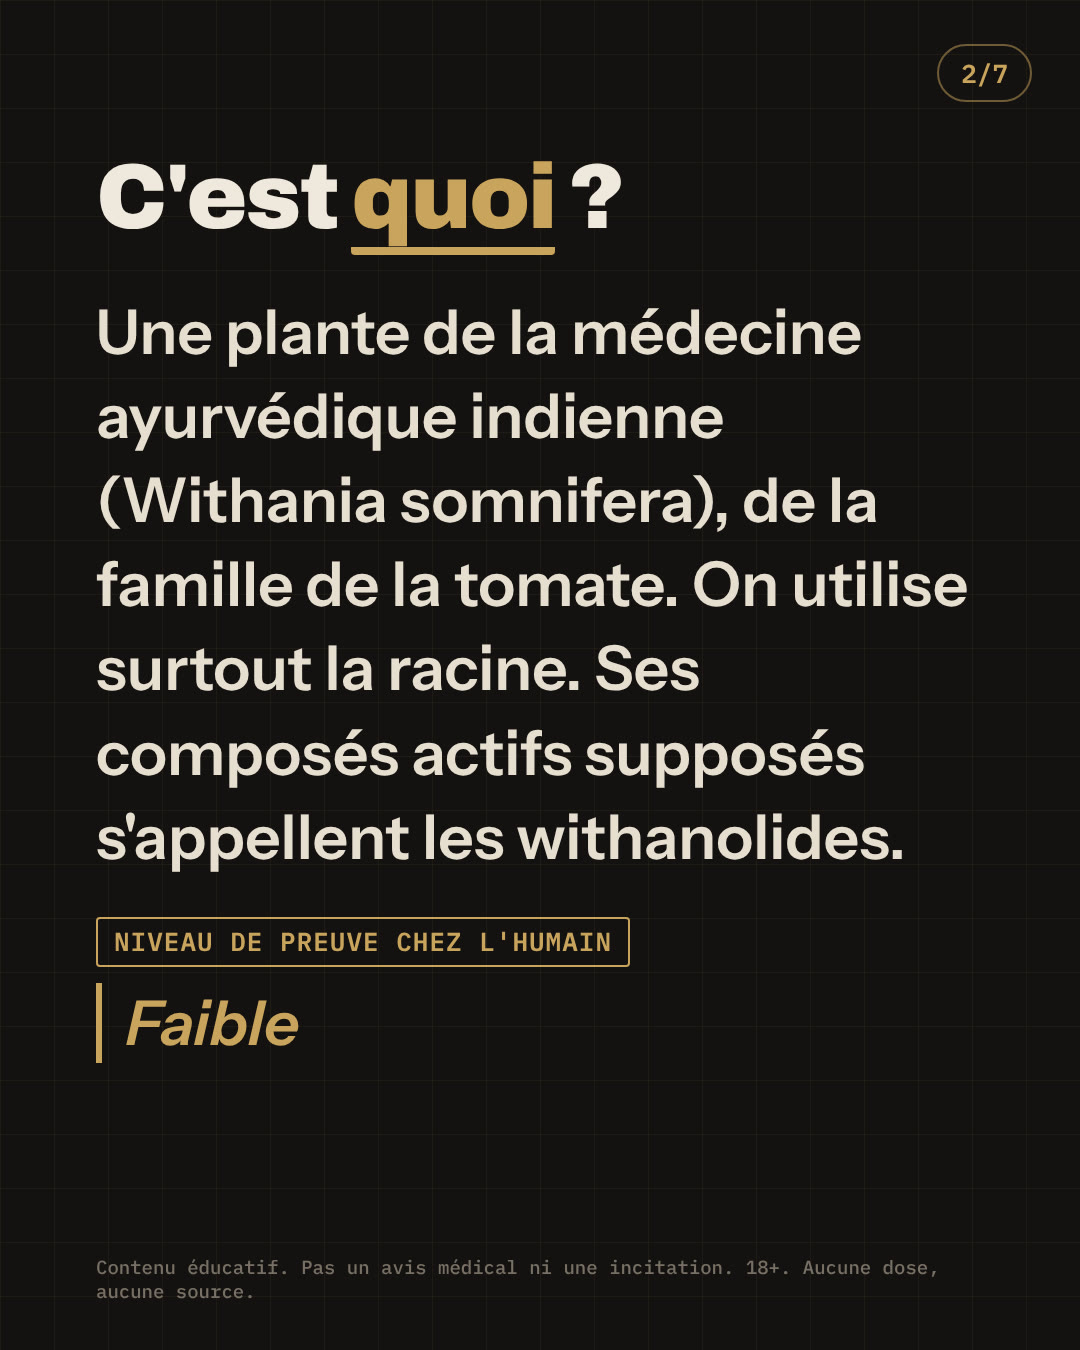 2/7
C'est quoi ?
Une plante de la médecine
ayurvédique indienne
(Withania somnifera), de la
famille de la tomate. On utilise
surtout la racine. Ses
composés actifs supposés
s'appellent les withanolides.
NIVEAU DE PREUVE CHEZ L'HUMAIN
Faible
Contenu éducatif. Pas un avis médical ni une incitation. 18+. Aucune dose,
aucune source.